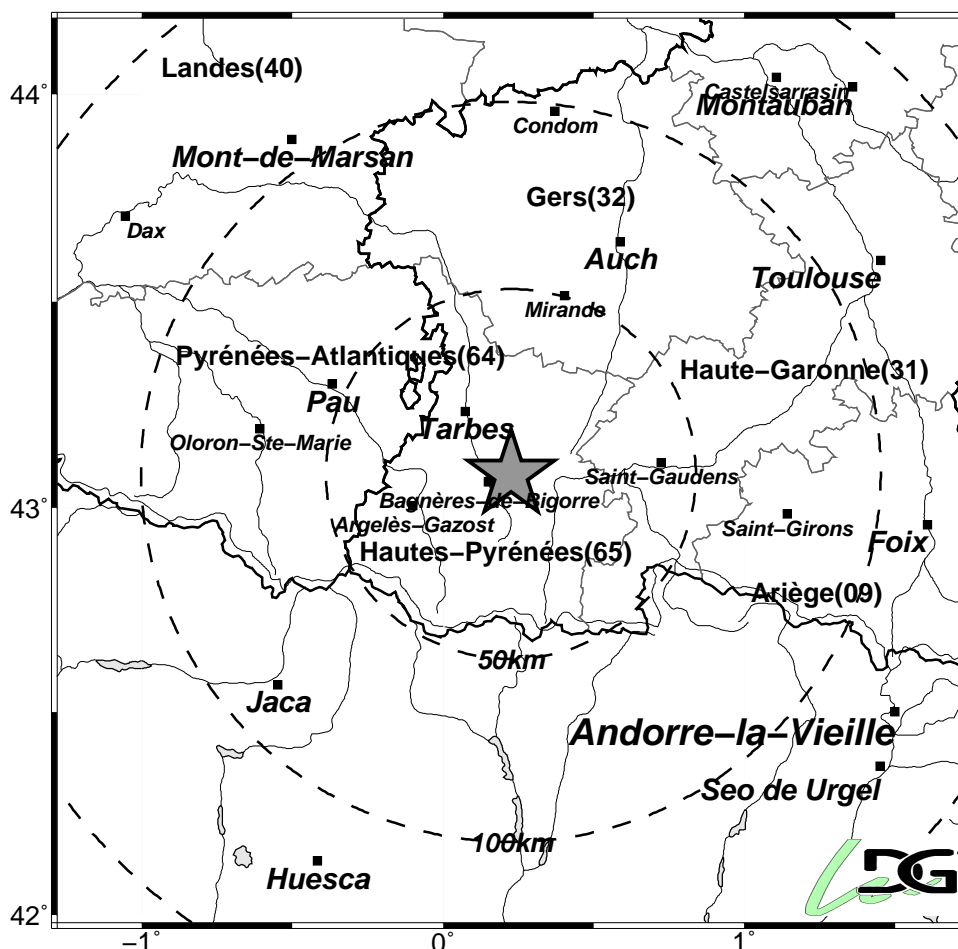 Landes(40)
44°
Castelsarrasin
Montauban
Condom
Mont–de–Marsan
Gers(32)
Dax
Auch
Toulouse
Mirande
Pyrénées–Atlantiques(64)
Haute–Garonne(31)
Pau
Tarbes
Oloron–Ste–Marie
Saint–Gaudens
43°
Bagnères–de–Bigorre
Argelès–Gazost
Saint–Girons
Foix
Hautes–Pyrénées(65)
Ariège(09)
50km
Jaca
Andorre–la–Vieille
Seo de Urgel
100km
Huesca
DG
42°
−1°
0°
1°